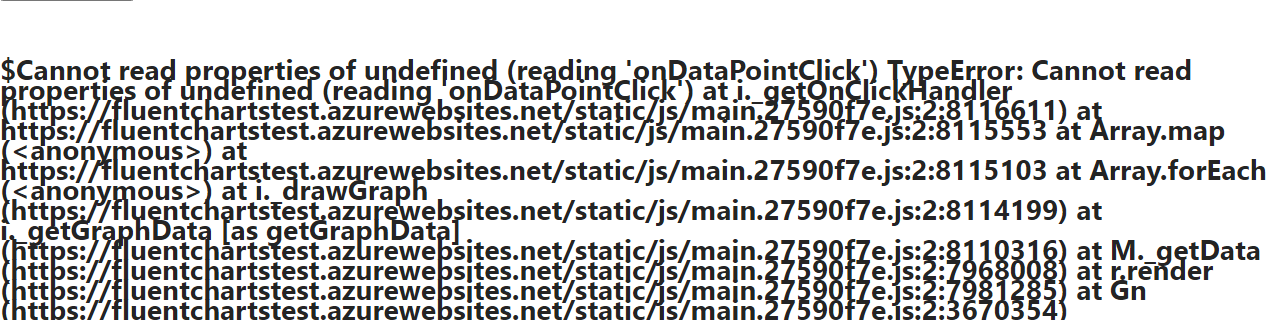 $Cannot read properties of undefined (reading 'onDataPointClick') TypeError: Cannot read
properties of undefined (reading 'onDataPointClick') at i._getOnClickHandler
(https://fluentchartstest.azurewebsites.net/static/js/main.27590f7e.js:2:8116611) at
https://fluentchartstest.azurewebsites.net/static/js/main.27590f7e.js:2:8115553 at Array.map
(<anonymous>) at
https://fluentchartstest.azurewebsites.net/static/js/main.27590f7e.js:2:8115103 at Array.forEach
(<anonymous>) at i._drawGraph
(https://fluentchartstest.azurewebsites.net/static/js/main.27590f7e.js:2:8114199) at
i._getGraphData [as getGraphData]
(https://fluentchartstest.azurewebsites.net/static/js/main.27590f7e.js:2:8110316) at M._getData
(https://fluentchartstest.azurewebsites.net/static/js/main.27590f7e.js:2:7968008) at r.render
(https://fluentchartstest.azurewebsites.net/static/js/main.27590f7e.js:2:7981285) at Gn
(https://fluentchartstest.azurewebsites.net/static/js/main.27590f7e.js:2:3670354)